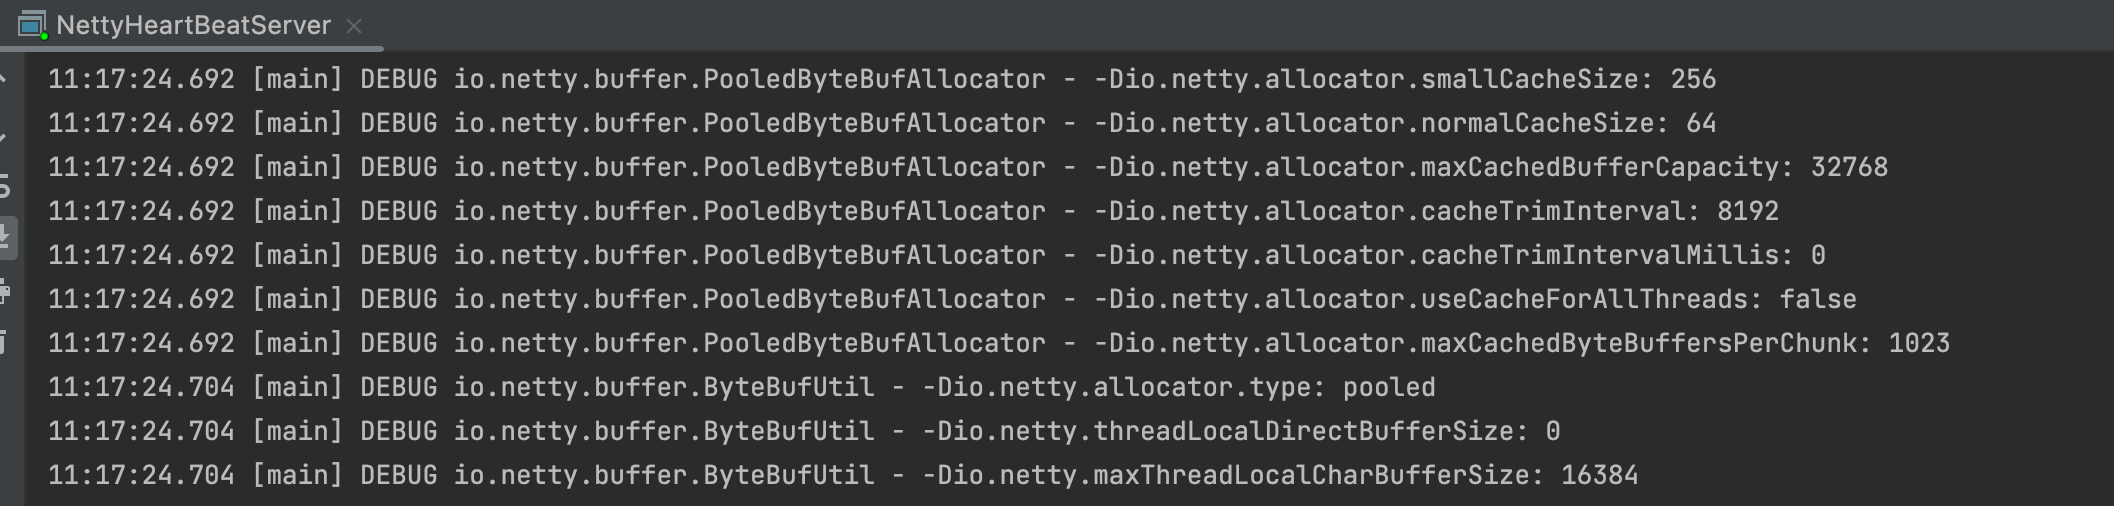 NettyHeartBeatServer
11:17:24.692 [main] DEBUG io.netty.buffer.PooledByteBufAllocator - -Dio.netty.allocator.smallCacheSize: 256
11:17:24.692 [main] DEBUG io.netty.buffer.PooledByteBufAllocator - -Dio.netty.allocator.normalCacheSize: 64
11:17:24.692 [main] DEBUG io.netty.buffer.PooledByteBufAllocator - -Dio.netty.allocator.maxCachedBufferCapacity: 32768
11:17:24.692 [main] DEBUG io.netty.buffer.PooledByteBufAllocator - -Dio.netty.allocator.cacheTrimInterval: 8192
11:17:24.692 [main] DEBUG io.netty.buffer.PooledByteBufAllocator - -Dio.netty.allocator.cacheTrimIntervalMillis: 0
11:17:24.692 [main] DEBUG io.netty.buffer.PooledByteBufAllocator - -Dio.netty.allocator.useCacheForAllThreads: false
11:17:24.692 [main] DEBUG io.netty.buffer.PooledByteBufAllocator - -Dio.netty.allocator.maxCachedByteBuffersPerChunk: 1023
11:17:24.704 [main] DEBUG io.netty.buffer.ByteBufUtil - -Dio.netty.allocator.type: pooled
11:17:24.704 [main] DEBUG io.netty.buffer.ByteBufUtil - -Dio.netty.threadLocalDirectBufferSize: 0
11:17:24.704 [main] DEBUG io.netty.buffer.ByteBufUtil - -Dio.netty.maxThreadLocalCharBufferSize: 16384